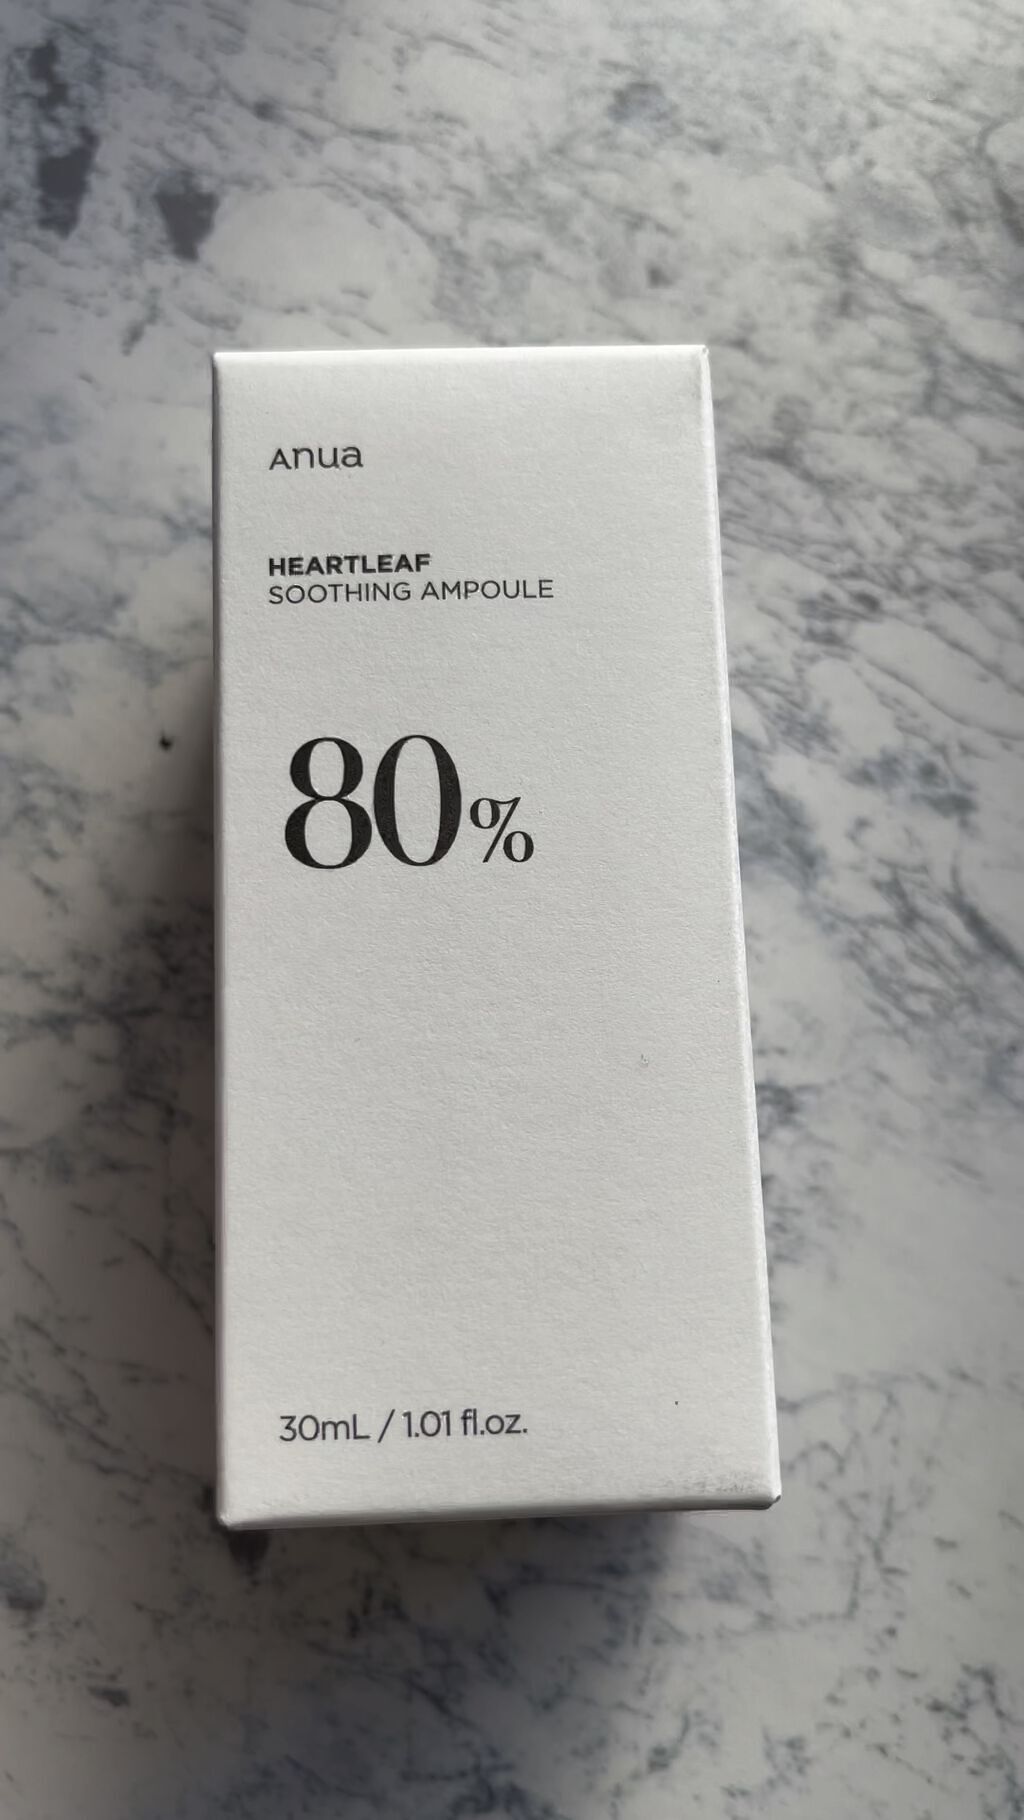 Anua
HEARTLEAF
SOOTHING AMPOULE
80%
30mL / 1.01 fl.oz.